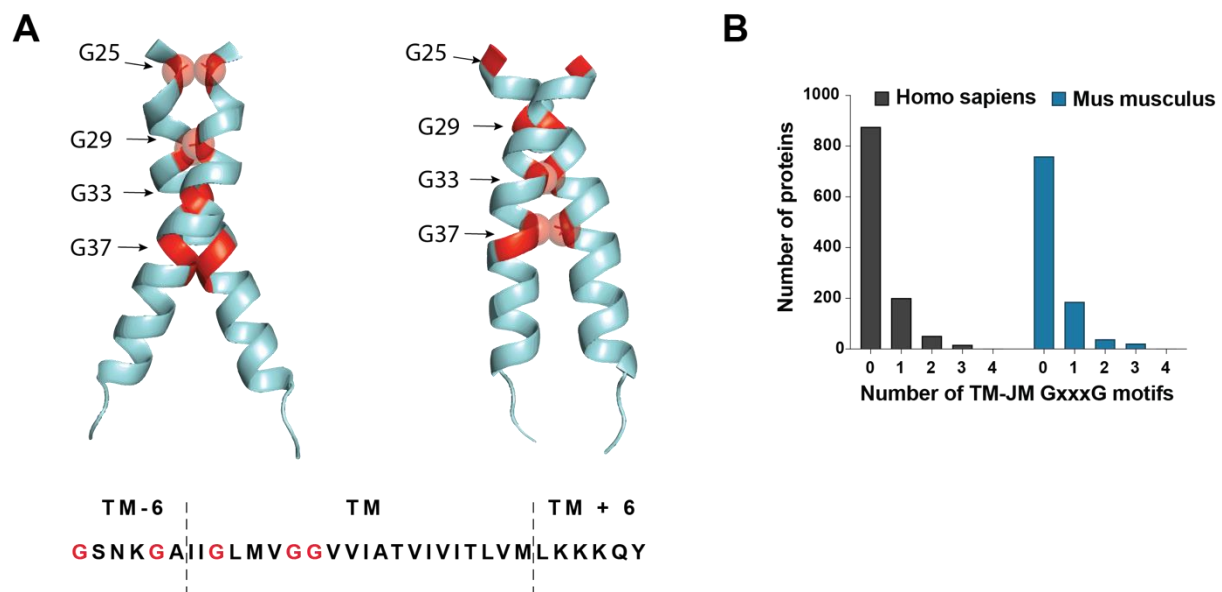 A
G25
G29
G33
G37
G25
G29
G33
G37
TM-6 TM TM + 6
GSNKGAIIGLMVGGVVIATVIVITLVMLKKKQY
B
Homo sapiens Mus musculus
Number of proteins
1000
800
600
400
200
0
0 1 2 3 4 0 1 2 3 4
Number of TM-JM GxxxG motifs